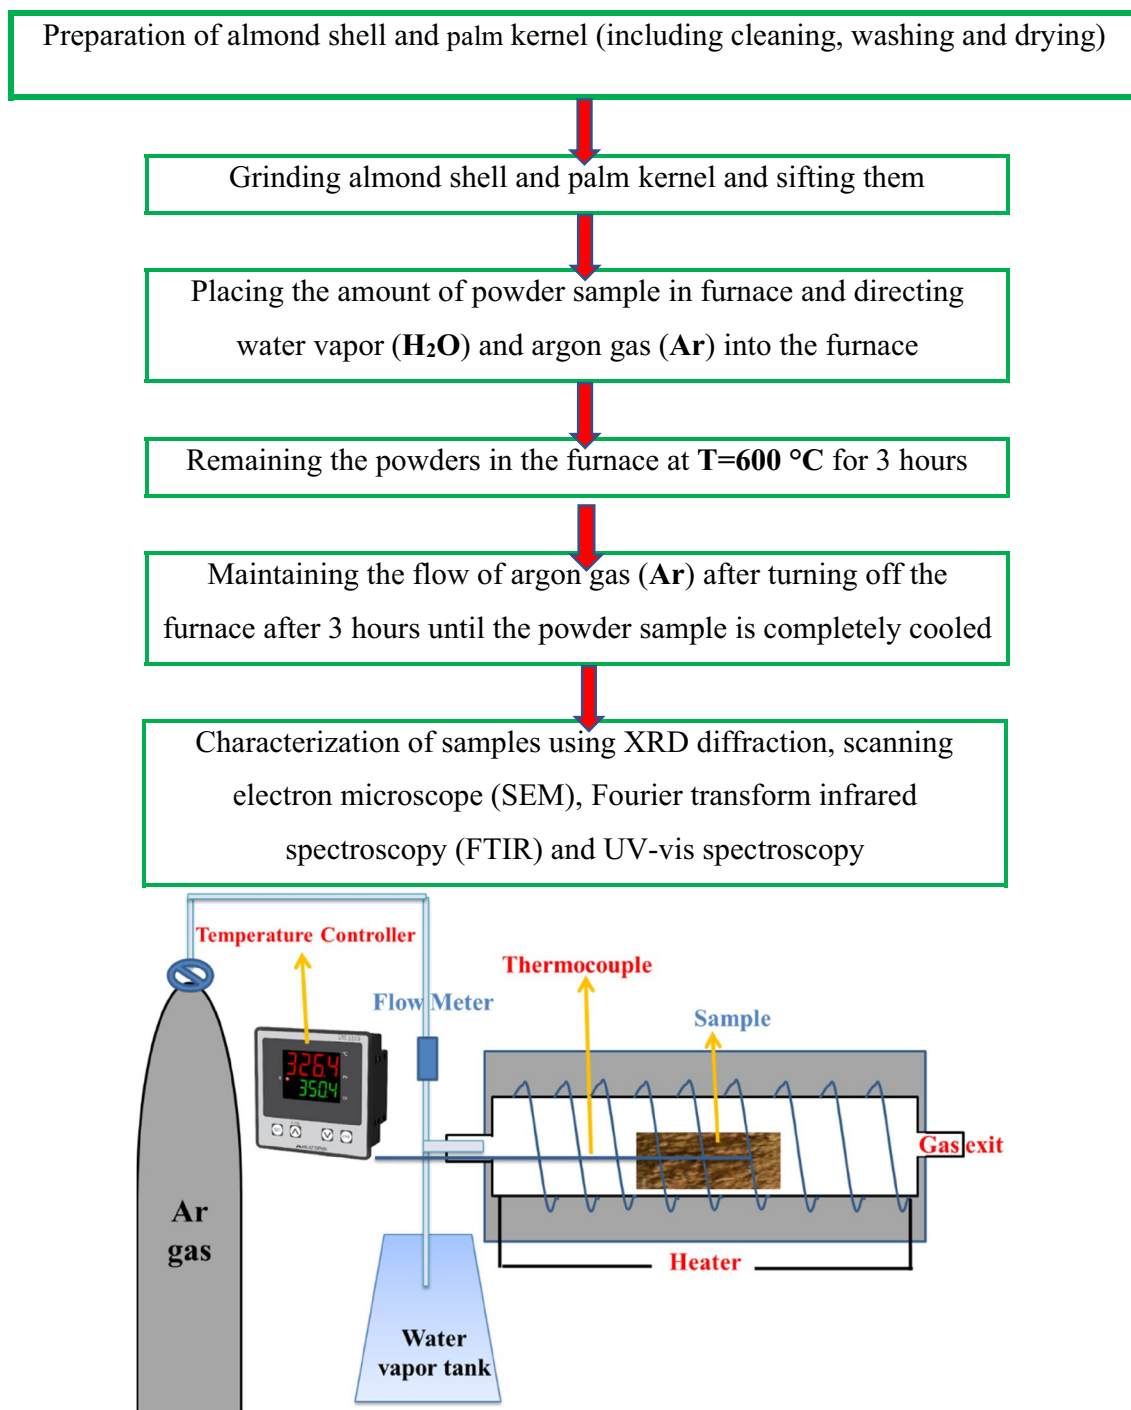 Preparation of almond shell and palm kernel (including cleaning, washing and drying)
Grinding almond shell and palm kernel and sifting them
Placing the amount of powder sample in furnace and directing
water vapor (H₂O) and argon gas (Ar) into the furnace
Remaining the powders in the furnace at T=600 °C for 3 hours
Maintaining the flow of argon gas (Ar) after turning off the
furnace after 3 hours until the powder sample is completely cooled
Characterization of samples using XRD diffraction, scanning
electron microscope (SEM), Fourier transform infrared
spectroscopy (FTIR) and UV-vis spectroscopy
Temperature Controller
Thermocouple
Flow Meter
Sample
326.4
350.4
Gas exit
Ar
gas
Heater
Water
vapor tank